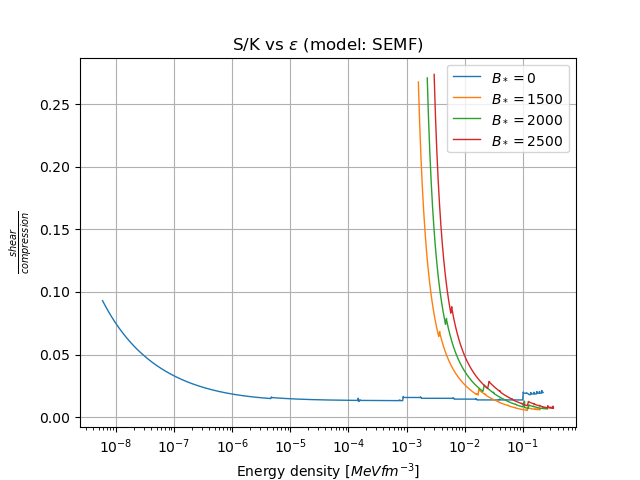 S/K vs ε (model: SEMF)
B* = 0
B* = 1500
B* = 2000
B* = 2500
shear
compression
0.25
0.20
0.15
0.10
0.05
0.00
10⁻⁸ 10⁻⁷ 10⁻⁶ 10⁻⁵ 10⁻⁴ 10⁻³ 10⁻² 10⁻¹
Energy density [MeVfm⁻³]